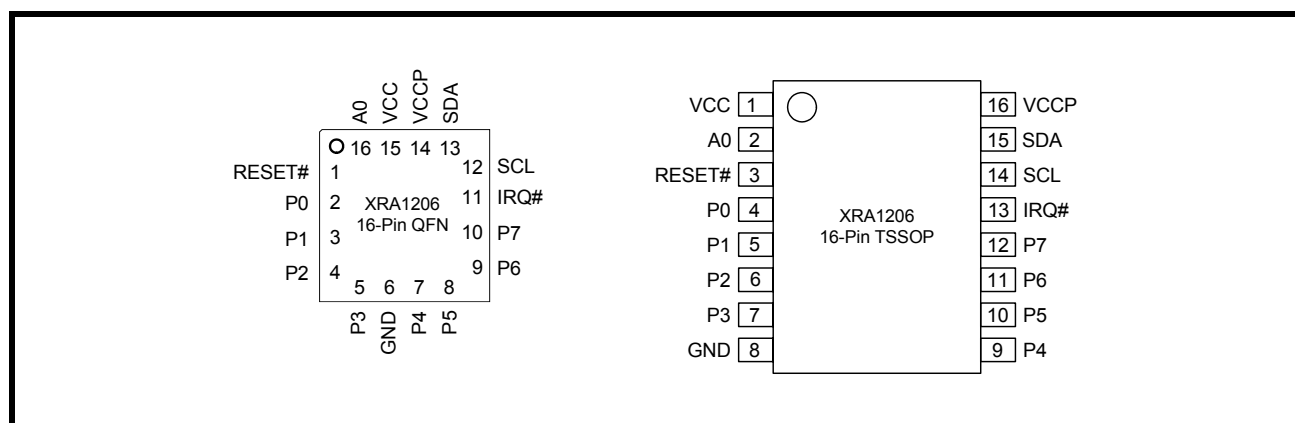 A0 VCC VCCP SDA
16 15 14 13
RESET# 1
P0 2
P1 3
P2 4
12 SCL
11 IRQ#
10 P7
9 P6
XRA1206
16-Pin QFN
5 6 7 8
P3 GND P4 P5
VCC 1
A0 2
RESET# 3
P0 4
P1 5
P2 6
P3 7
GND 8
XRA1206
16-Pin TSSOP
16 VCCP
15 SDA
14 SCL
13 IRQ#
12 P7
11 P6
10 P5
9 P4